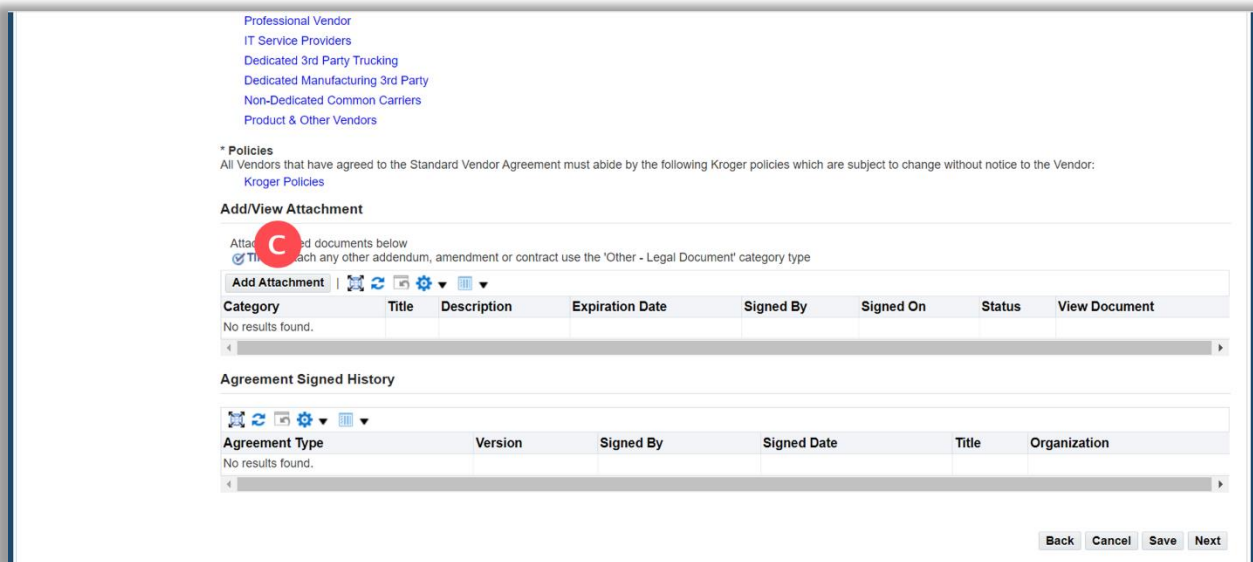 Professional Vendor
IT Service Providers
Dedicated 3rd Party Trucking
Dedicated Manufacturing 3rd Party
Non-Dedicated Common Carriers
Product & Other Vendors
* Policies
All Vendors that have agreed to the Standard Vendor Agreement must abide by the following Kroger policies which are subject to change without notice to the Vendor:
Kroger Policies
Add/View Attachment
C
documents below
any other addendum, amendment or contract use the 'Other - Legal Document' category type
Add Attachment |
Category Title Description Expiration Date Signed By Signed On Status View Document
No results found.
Agreement Signed History
Agreement Type Version Signed By Signed Date Title Organization
No results found.
Back Cancel Save Next